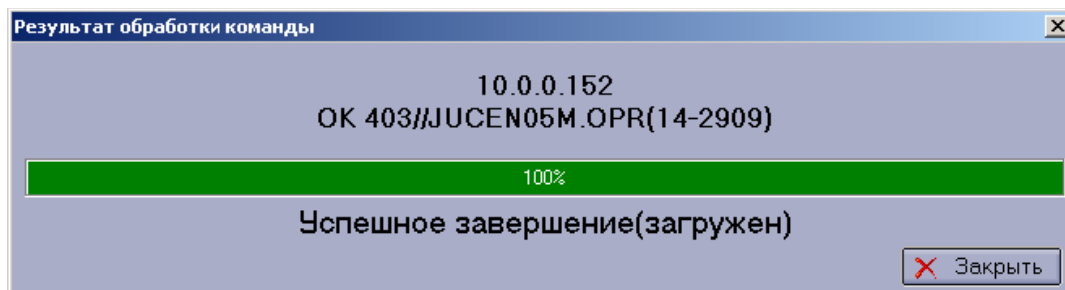 Результат обработки команды
10.0.0.152
OK 403//JUCEN05M.OPR(14-2909)
100%
Успешное завершение(загружен)
Закрыть